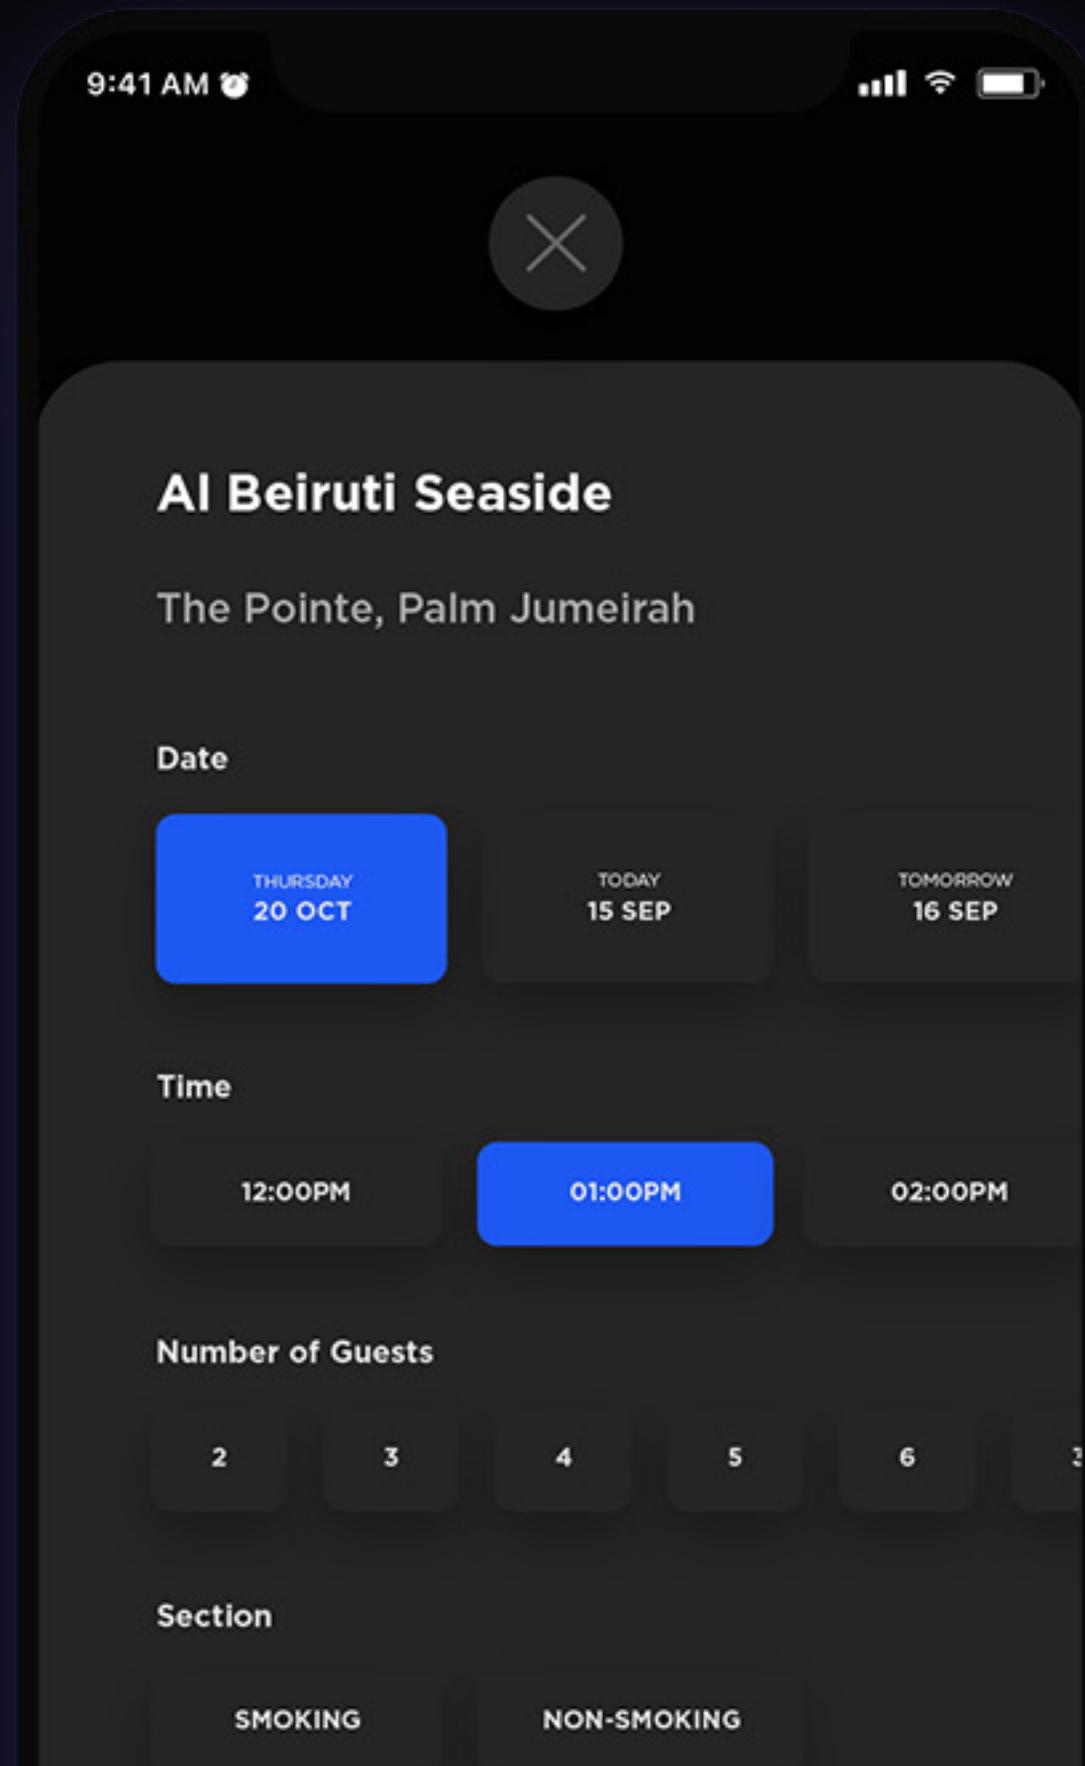 9:41 AM
Al Beiruti Seaside
The Pointe, Palm Jumeirah
Date
THURSDAY
20 OCT
TODAY
15 SEP
TOMORROW
16 SEP
Time
12:00PM
01:00PM
02:00PM
Number of Guests
2 3 4 5 6
Section
SMOKING
NON-SMOKING